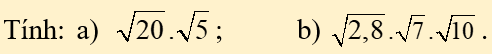 Tính: a) √20.√5 ; b) √2,8.√7.√10 .